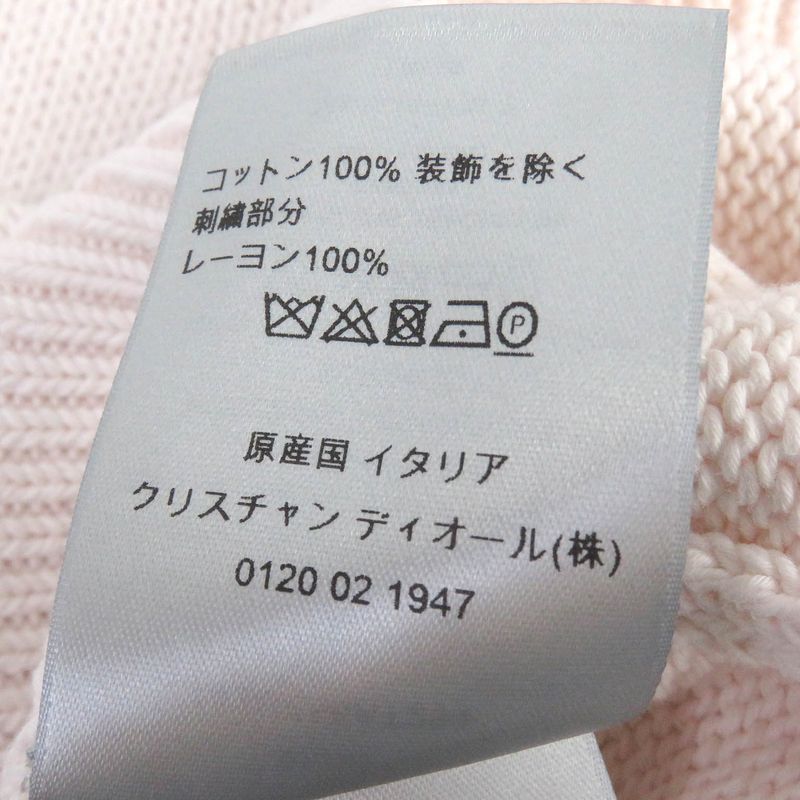 コットン100% 装飾を除く
刺繍部分
レーヨン100%
P
原産国 イタリア
クリスチャン ディオール(株)
0120 02 1947